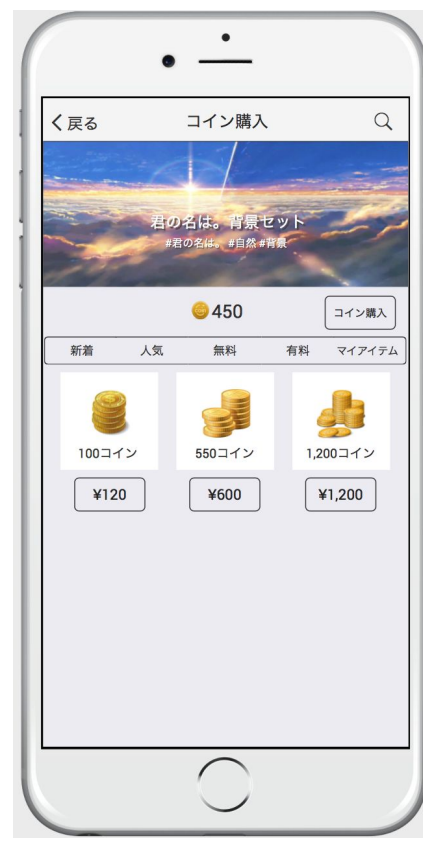 戻る
コイン購入
君の名は。背景セット
#君の名は。 #自然 #背景
450
コイン購入
新着 人気 無料 有料 マイアイテム
100コイン 550コイン 1,200コイン
¥120 ¥600 ¥1,200